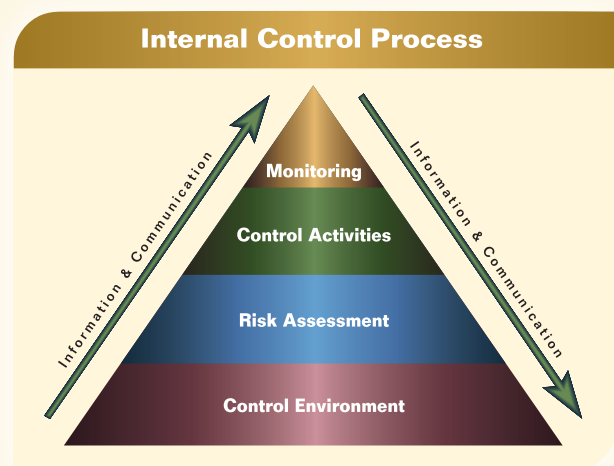 Internal Control Process
Information & Communication
Information & Communication
Monitoring
Control Activities
Risk Assessment
Control Environment